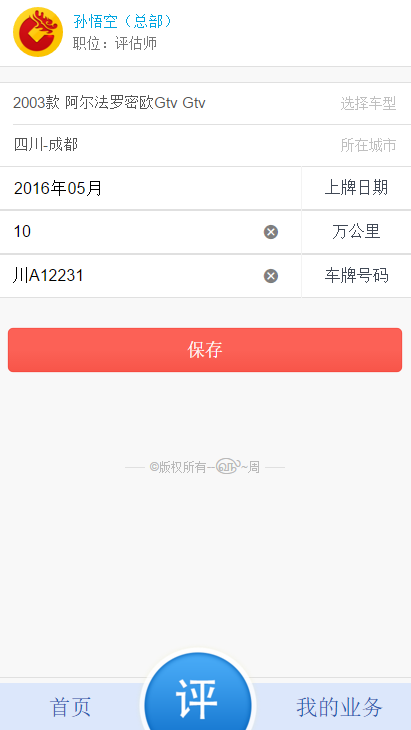 孙悟空（总部）
职位：评估师
2003款 阿尔法罗密欧Gtv Gtv 选择车型
四川-成都 所在城市
2016年05月 上牌日期
10 万公里
川A12231 车牌号码
保存
©版权所有-~周
首页 评 我的业务